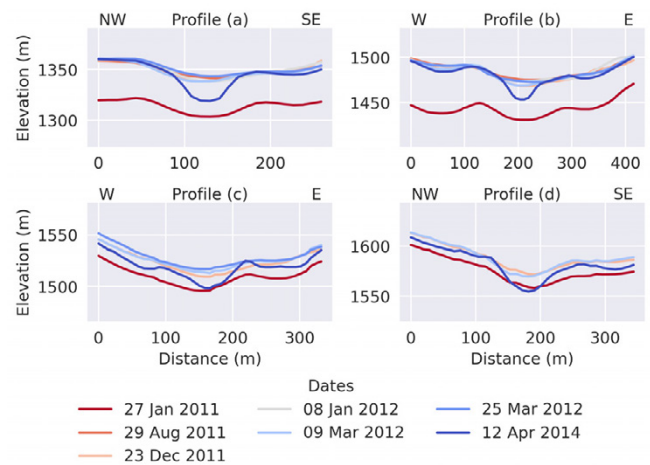 NW Profile (a) SE
W Profile (b) E
Elevation (m)
1350
1300
0 100 200
1500
1450
0 100 200 300 400
W Profile (c) E
NW Profile (d) SE
Elevation (m)
1550
1500
0 100 200 300
Distance (m)
1600
1550
0 100 200 300
Distance (m)
Dates
27 Jan 2011 08 Jan 2012 25 Mar 2012
29 Aug 2011 09 Mar 2012 12 Apr 2014
23 Dec 2011